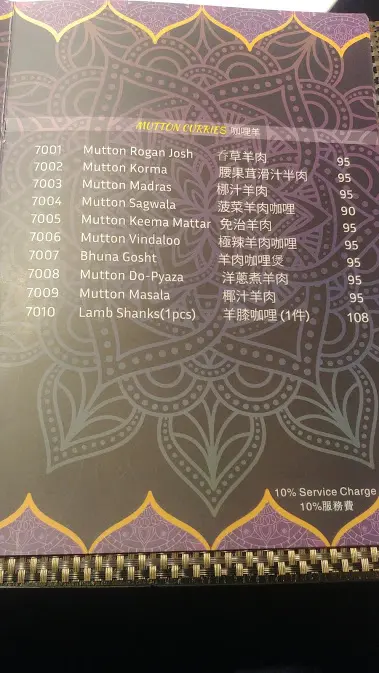 MUTTON CURRIES 咖哩羊
7001 Mutton Rogan Josh 香草羊肉 95
7002 Mutton Korma 腰果茸滑汁羊肉 95
7003 Mutton Madras 椰汁羊肉 95
7004 Mutton Sagwala 菠菜羊肉咖哩 90
7005 Mutton Keema Mattar 免治羊肉 95
7006 Mutton Vindaloo 極辣羊肉咖哩 95
7007 Bhuna Gosht 羊肉咖哩煲 95
7008 Mutton Do-Pyaza 洋蔥煮羊肉 95
7009 Mutton Masala 椰汁羊肉 95
7010 Lamb Shanks(1pcs) 羊膝咖哩 (1件) 108
10% Service Charge
10%服務費